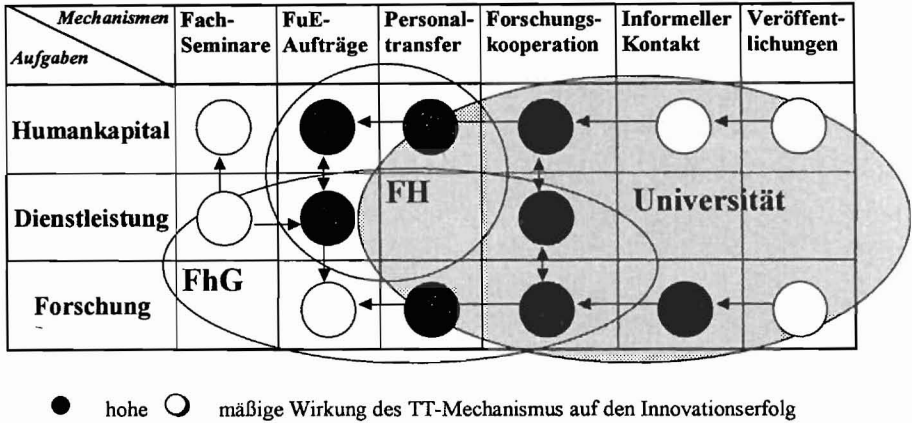 Mechanismen
Aufgaben
Fach-
Seminare
FuE-
Aufträge
Personal-
transfer
Forschungs-
kooperation
Informeller
Kontakt
Veröffent-
lichungen
Humankapital
Dienstleistung
FH
Universität
FhG
Forschung
hohe mäßige Wirkung des TT-Mechanismus auf den Innovationserfolg